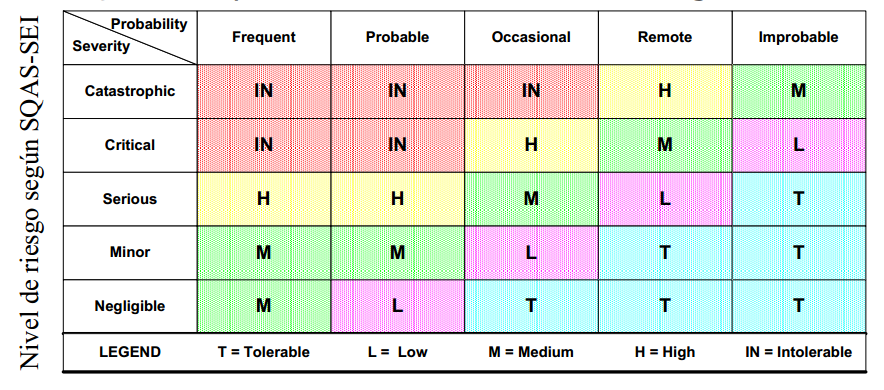 Nivel de riesgo según SQAS-SEI
Probability
Severity
Frequent Probable Occasional Remote Improbable
Catastrophic IN IN IN H M
Critical IN IN H M L
Serious H H M L T
Minor M M L T T
Negligible M L T T T
LEGEND T = Tolerable L = Low M = Medium H = High IN = Intolerable